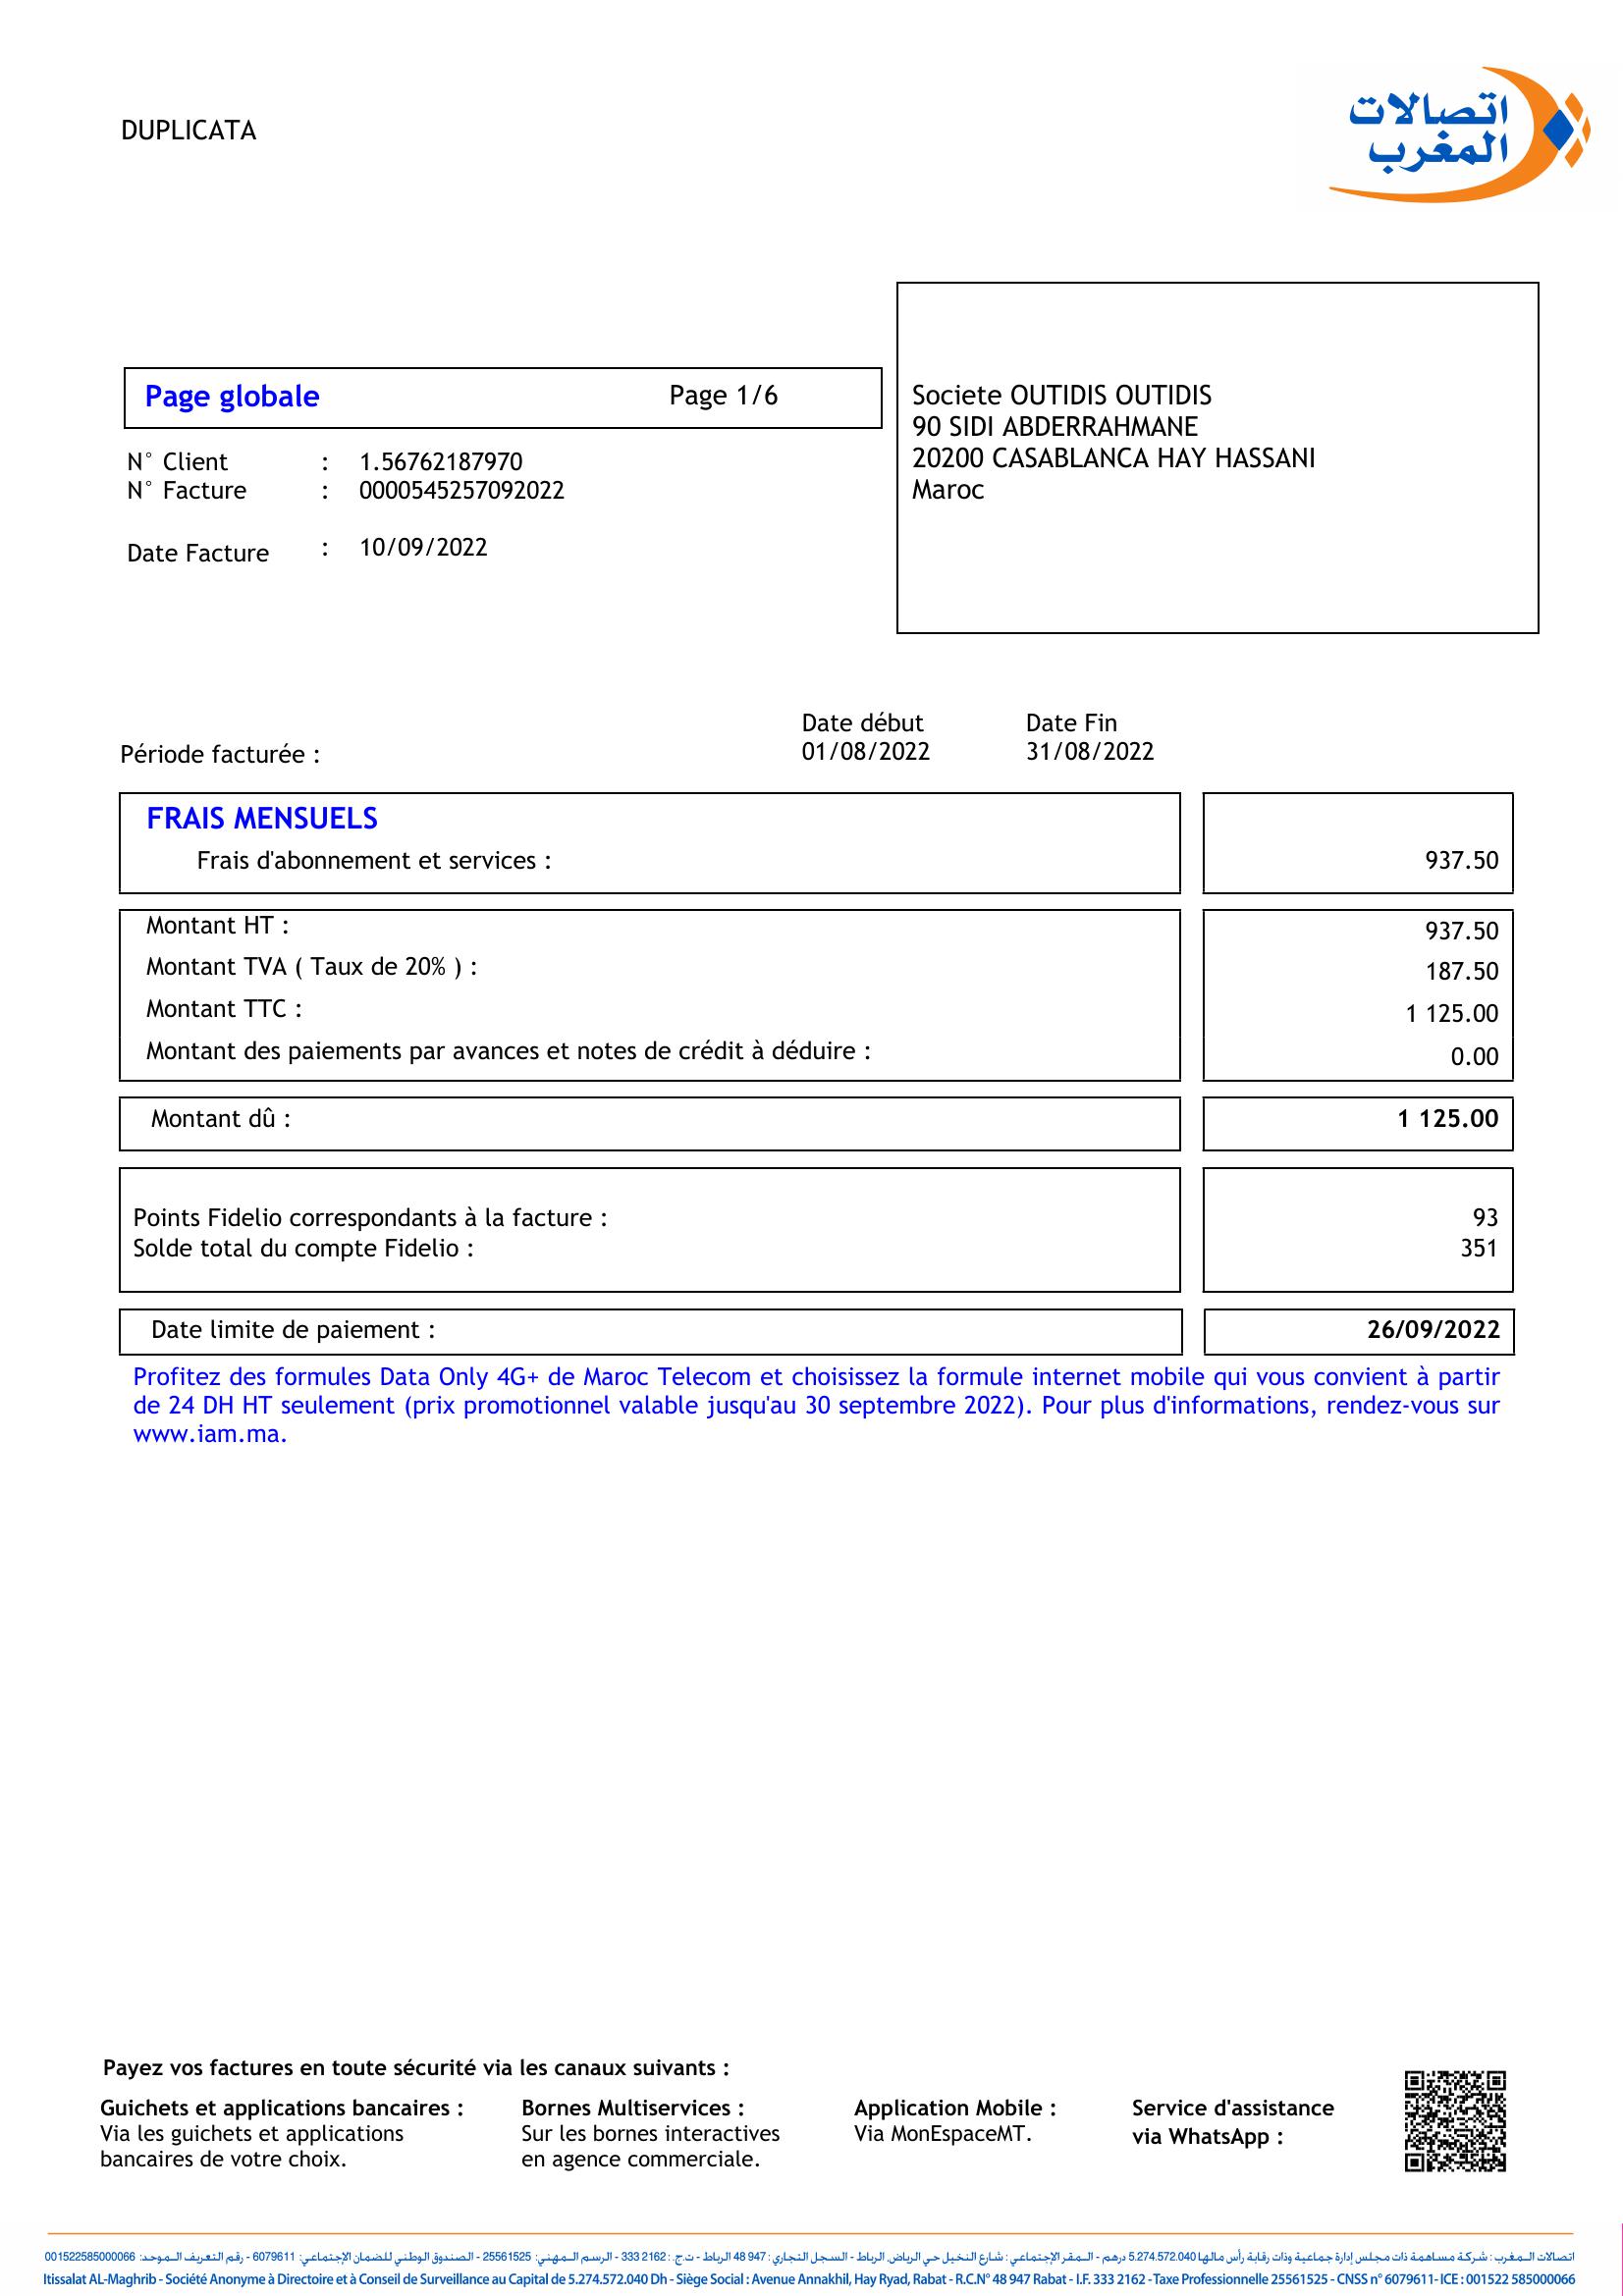 DUPLICATA
اتصالات
المغرب
Page globale Page 1/6
N° Client : 1.56762187970
N° Facture : 0000545257092022
Date Facture : 10/09/2022
Societe OUTIDIS OUTIDIS
90 SIDI ABDERRAHMANE
20200 CASABLANCA HAY HASSANI
Maroc
Date début Date Fin
Période facturée : 01/08/2022 31/08/2022
FRAIS MENSUELS
Frais d'abonnement et services : 937.50
Montant HT : 937.50
Montant TVA ( Taux de 20% ) : 187.50
Montant TTC : 1 125.00
Montant des paiements par avances et notes de crédit à déduire : 0.00
Montant dû : 1 125.00
Points Fidelio correspondants à la facture : 93
Solde total du compte Fidelio : 351
Date limite de paiement : 26/09/2022
Profitez des formules Data Only 4G+ de Maroc Telecom et choisissez la formule internet mobile qui vous convient à partir
de 24 DH HT seulement (prix promotionnel valable jusqu'au 30 septembre 2022). Pour plus d'informations, rendez-vous sur
www.iam.ma.
Payez vos factures en toute sécurité via les canaux suivants :
Guichets et applications bancaires :
Via les guichets et applications
bancaires de votre choix.
Bornes Multiservices :
Sur les bornes interactives
en agence commerciale.
Application Mobile :
Via MonEspaceMT.
Service d'assistance
via WhatsApp :
اتصالات الـمـغرب : شركة مساهمة ذات مجلس إدارة جماعية وذات رقابة رأس مالها 5.274.572.040 درهم - الـمـقر الإجتماعي : شارع النخيل حي الرياض، الرباط - السجل التجاري : 947 48 الرباط - ت.ج. : 2162 333 - الرسم الـمـهني: 25561525 - الصندوق الوطني للضمان الإجتماعي: 6079611 - رقم التعريف الـمـوحد: 001522585000066
Itissalat AL-Maghrib - Société Anonyme à Directoire et à Conseil de Surveillance au Capital de 5.274.572.040 Dh - Siège Social : Avenue Annakhil, Hay Ryad, Rabat - R.C.N° 48 947 Rabat - I.F. 333 2162 - Taxe Professionnelle 25561525 - CNSS n° 6079611- ICE : 001522 585000066